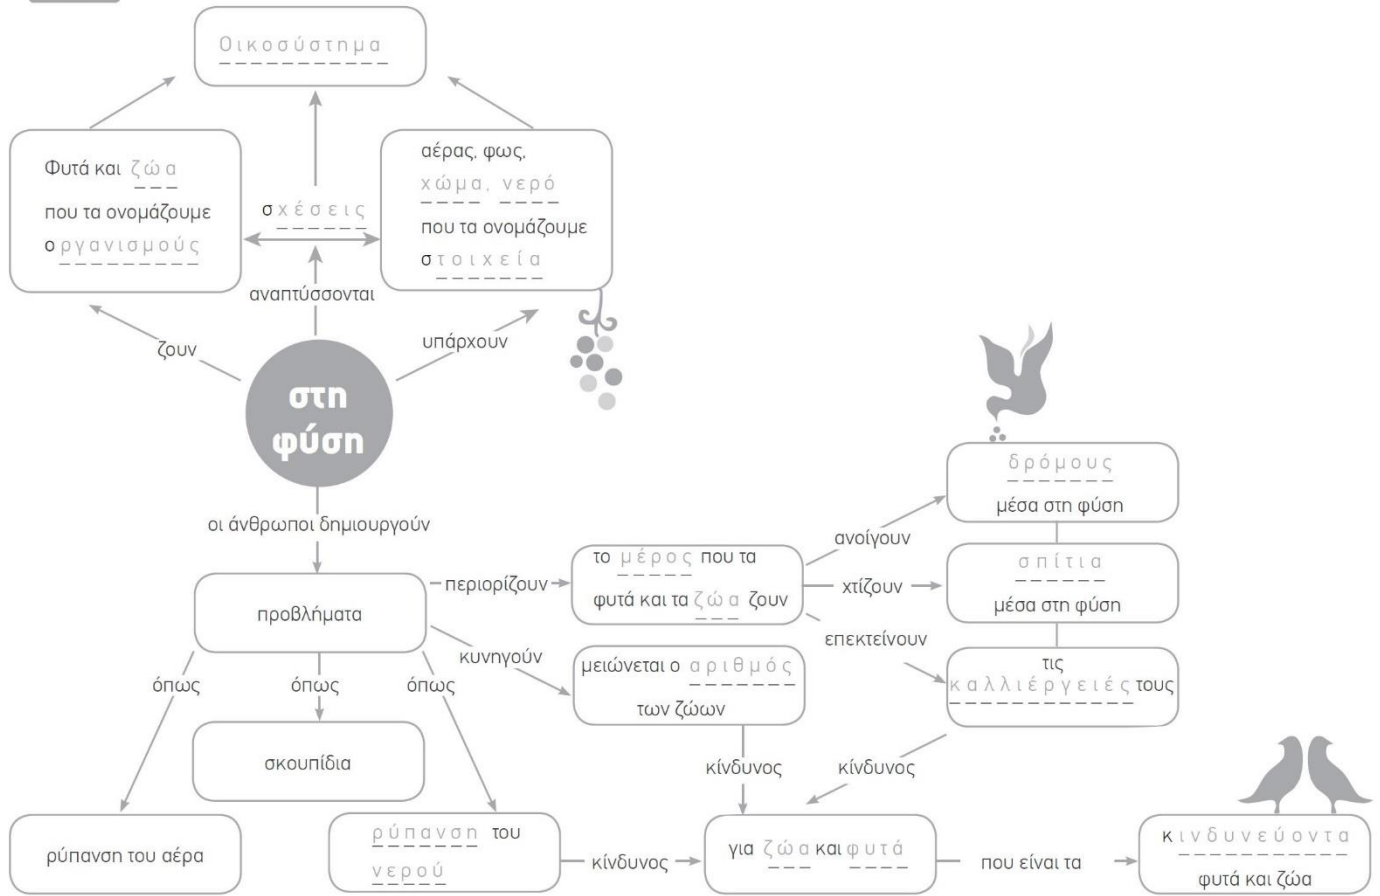 Οικοσύστημα
Φυτά και ζώα
που τα ονομάζουμε
οργανισμούς
σχέσεις
αέρας, φως,
χώμα, νερό
που τα ονομάζουμε
στοιχεία
αναπτύσσονται
ζουν
υπάρχουν
στη
φύση
οι άνθρωποι δημιουργούν
προβλήματα
περιορίζουν
το μέρος που τα
φυτά και τα ζώα ζουν
ανοίγουν
δρόμους
μέσα στη φύση
χτίζουν
σπίτια
μέσα στη φύση
επεκτείνουν
τις
καλλιέργειές τους
κυνηγούν
μειώνεται ο αριθμός
των ζώων
όπως
όπως
όπως
σκουπίδια
κίνδυνος
κίνδυνος
ρύπανση του αέρα
ρύπανση του
νερού
κίνδυνος
για ζώα και φυτά
που είναι τα
κινδυνεύοντα
φυτά και ζώα